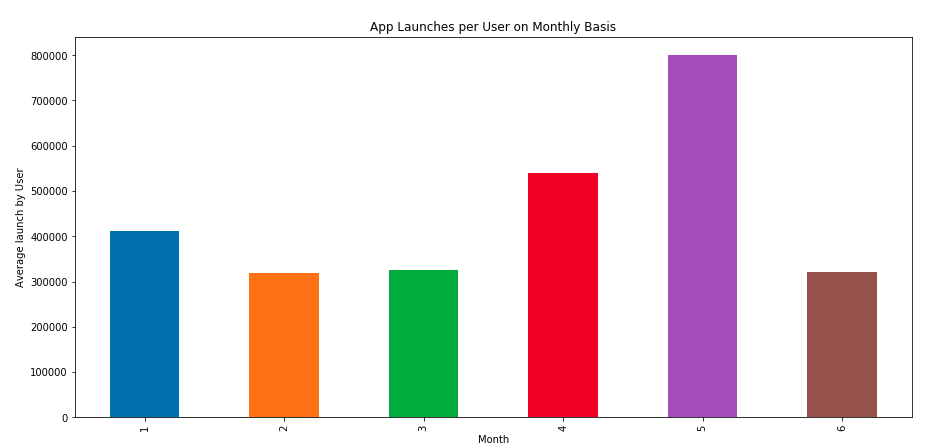 App Launches per User on Monthly Basis
Average launch by User
800000
700000
600000
500000
400000
300000
200000
100000
0
1 2 3 4 5 6
Month